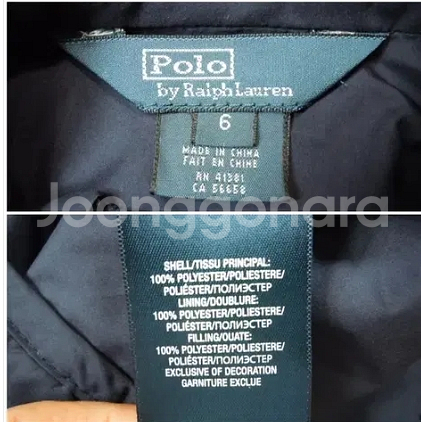 Polo
by Ralph Lauren
6
MADE IN CHINA
FAIT EN CHINE
RN 41381
CA 56658
Joonggonara
SHELL/TISSU PRINCIPAL:
100% POLYESTER/POLIESTERE/
POLIÉSTER/ПОЛИЭСТЕР
LINING/DOUBLURE:
100% POLYESTER/POLIESTERE/
POLIÉSTER/ПОЛИЭСТЕР
FILLING/OUATE:
100% POLYESTER/POLIESTERE/
POLIÉSTER/ПОЛИЭСТЕР
EXCLUSIVE OF DECORATION
GARNITURE EXCLUE